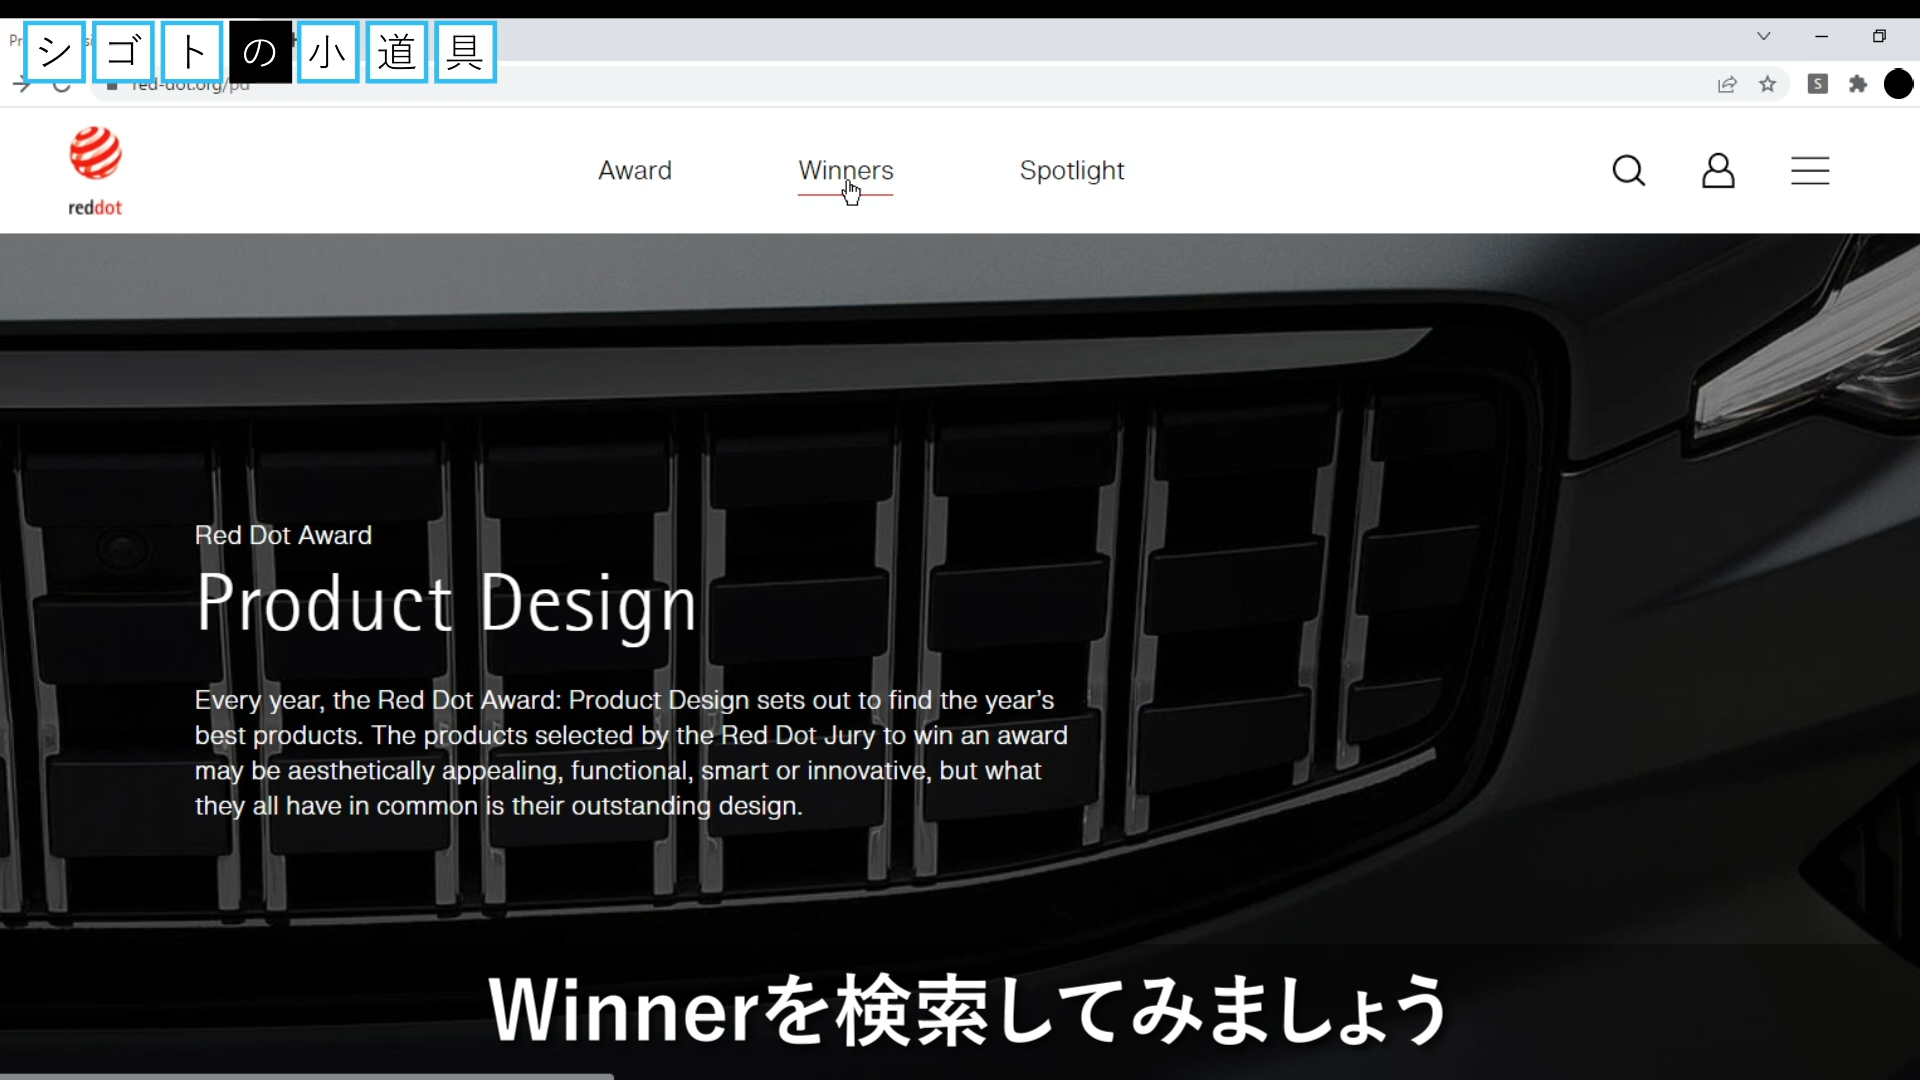 シゴトの小道具
red-dot.org/pd
S
reddot
Award
Winners
Spotlight
Red Dot Award
Product Design
Every year, the Red Dot Award: Product Design sets out to find the year’s
best products. The products selected by the Red Dot Jury to win an award
may be aesthetically appealing, functional, smart or innovative, but what
they all have in common is their outstanding design.
Winnerを検索してみましょう